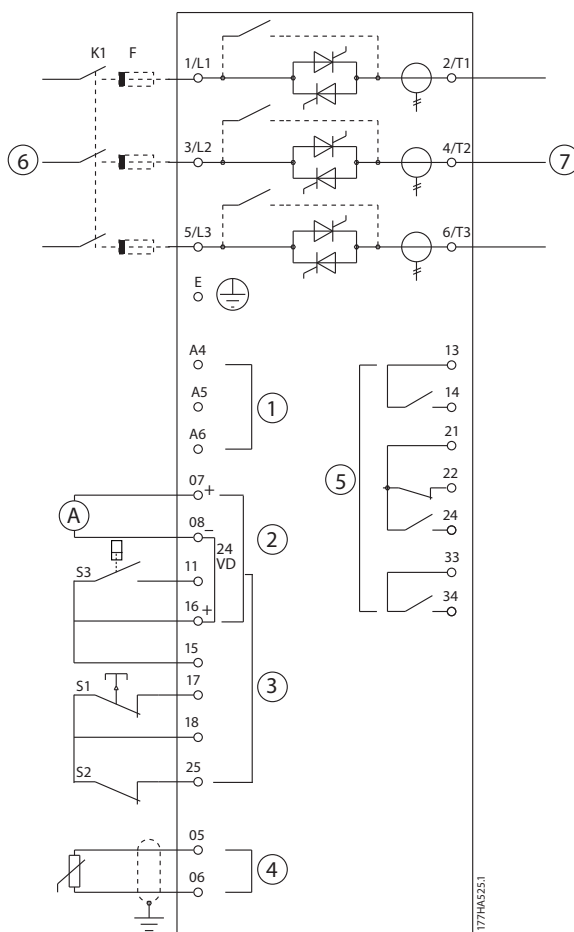 K1 F 1/L1 2/T1
6 3/L2 4/T2 7
5/L3 6/T3
E
A4 13
A5 1 14
A6 21
07 + 5 22
A 08 – 2 24
24
VD
S3 11 33
16 + 34
15
S1 17 3
18
S2 25
05
4
06
177HA525.1